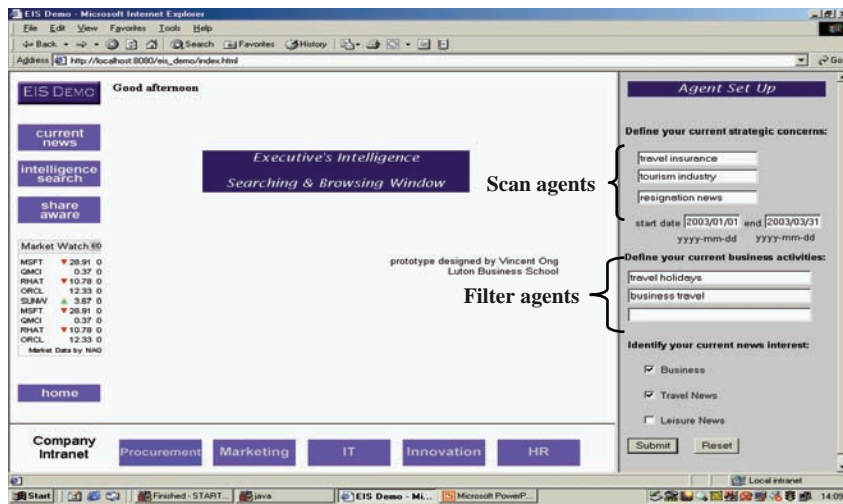 EIS Demo - Microsoft Internet Explorer
File Edit View Favorites Tools Help
Back Search Favorites History
Address http://localhost:8080/eis_demo/index.html Go
EIS DEMO
Good afternoon
current
news
intelligence
search
share
aware
Market Watch
MSFT 28.91 0
QMCI 0.37 0
RHAT 10.78 0
ORCL 12.33 0
SUNW 3.67 0
MSFT 28.91 0
QMCI 0.37 0
RHAT 10.78 0
ORCL 12.33 0
Market Data by NAQ
home
Executive's Intelligence
Searching & Browsing Window
prototype designed by Vincent Ong
Luton Business School
Scan agents
Filter agents
Agent Set Up
Define your current strategic concerns:
travel insurance
tourism industry
resignation news
start date 2003/01/01 end 2003/03/31
yyyy-mm-dd yyyy-mm-dd
Define your current business activities:
travel holidays
business travel
Identify your current news interest:
Business
Travel News
Leisure News
Submit Reset
Company
Intranet
Procurement Marketing IT Innovation HR
Local intranet
Start Finished - START... java EIS Demo - Mi... Microsoft PowerP... 14:09